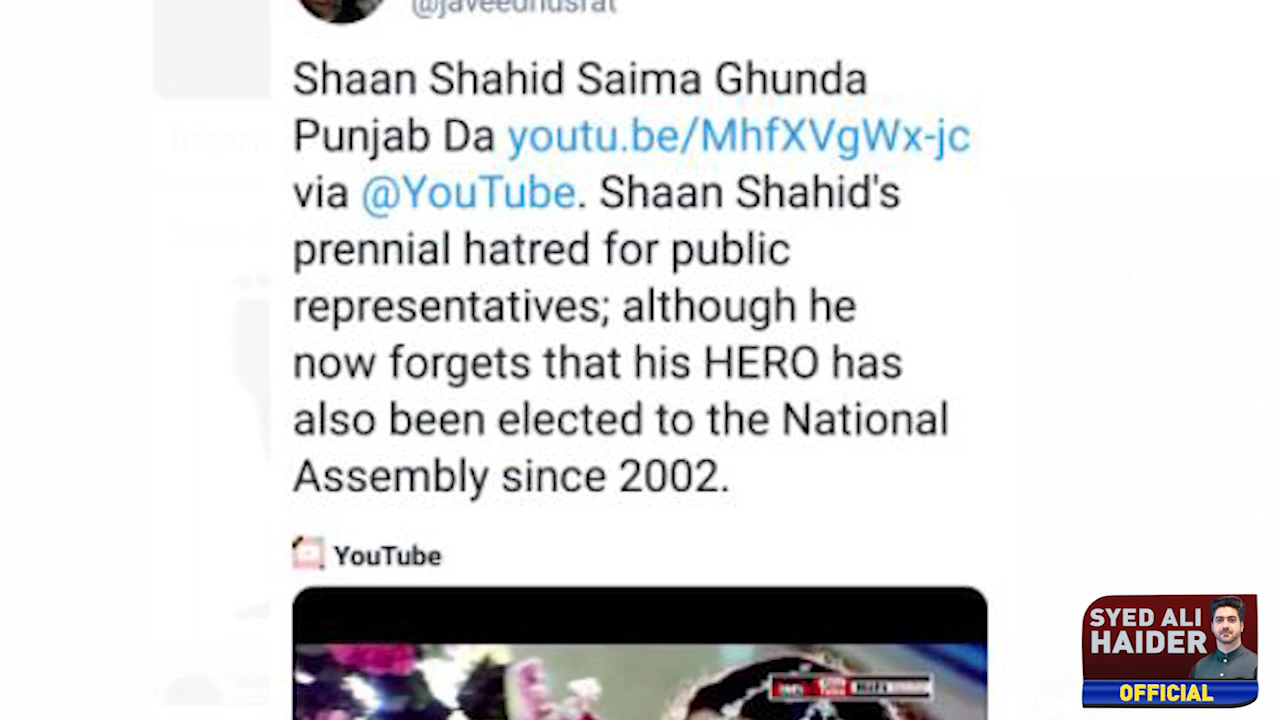 @javeednusrat
Shaan Shahid Saima Ghunda
Punjab Da youtu.be/MhfXVgWx-jc
via @YouTube. Shaan Shahid's
prennial hatred for public
representatives; although he
now forgets that his HERO has
also been elected to the National
Assembly since 2002.
YouTube
SYED ALI
HAIDER
OFFICIAL